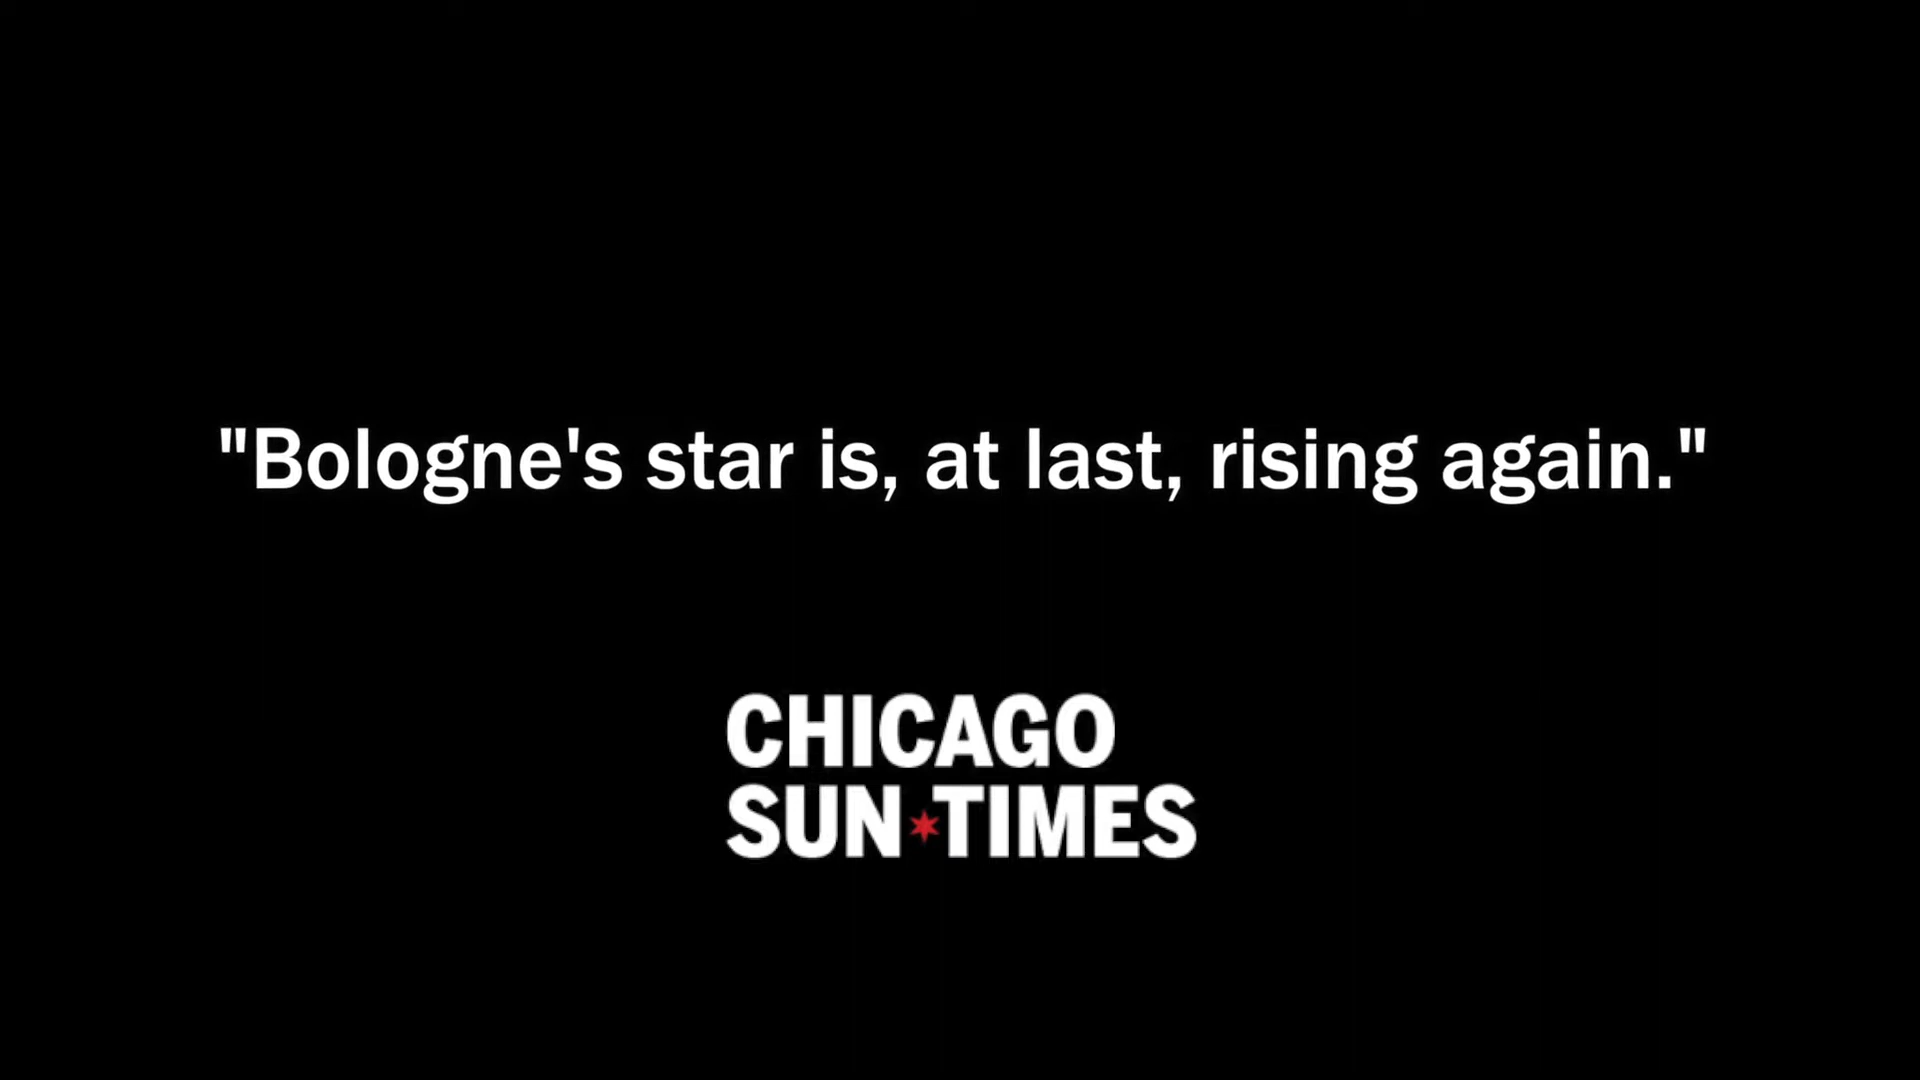 "Bologne's star is, at last, rising again."
CHICAGO
SUN TIMES